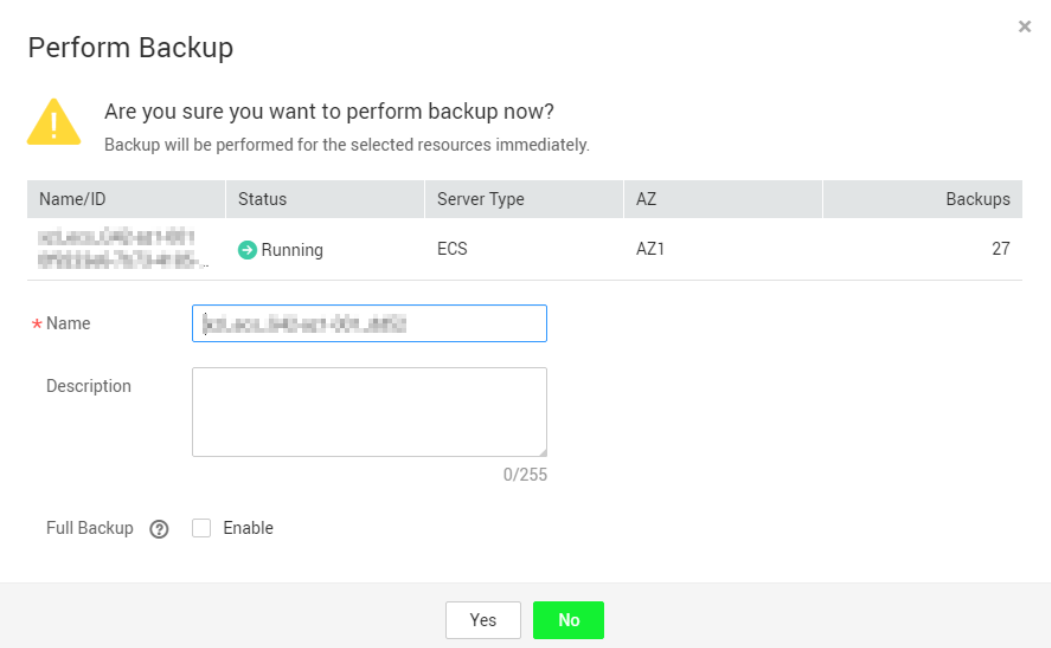 ×
Perform Backup
Are you sure you want to perform backup now?
Backup will be performed for the selected resources immediately.
Name/ID Status Server Type AZ Backups
Running ECS AZ1 27
* Name
Description
0/255
Full Backup ? Enable
Yes No